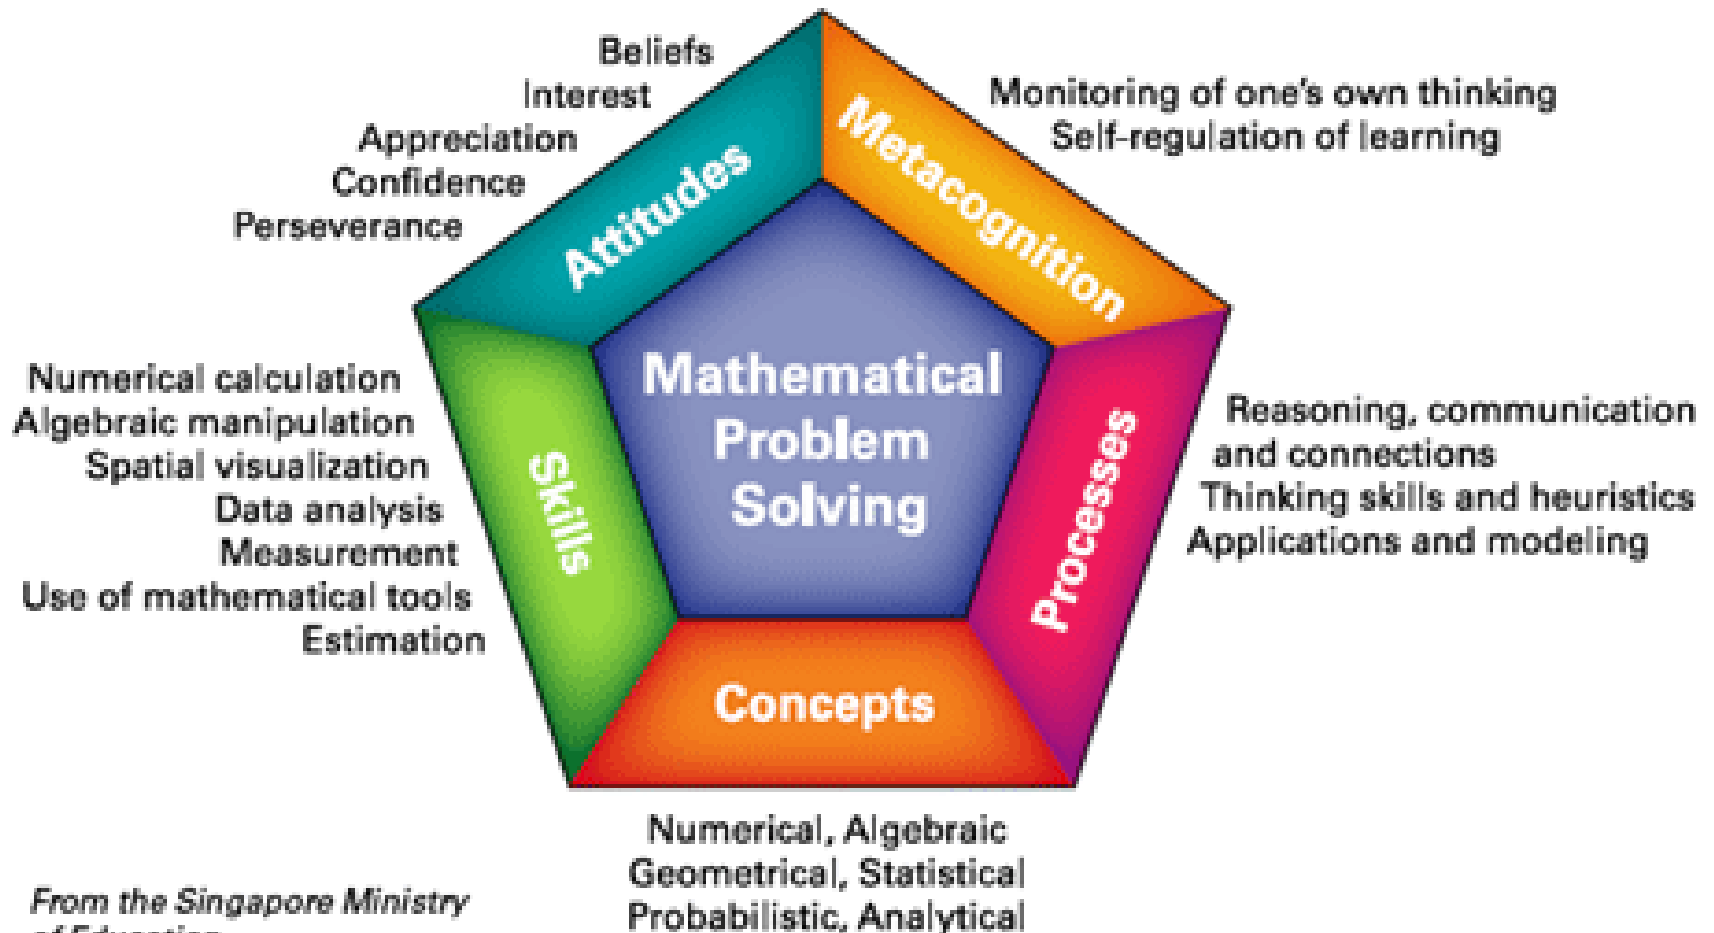 Beliefs
Interest
Appreciation
Confidence
Perseverance
Attitudes
Metacognition
Monitoring of one's own thinking
Self-regulation of learning
Mathematical
Problem
Solving
Numerical calculation
Algebraic manipulation
Spatial visualization
Data analysis
Measurement
Use of mathematical tools
Estimation
Skills
Processes
Reasoning, communication
and connections
Thinking skills and heuristics
Applications and modeling
Concepts
Numerical, Algebraic
Geometrical, Statistical
Probabilistic, Analytical
From the Singapore Ministry
of Education